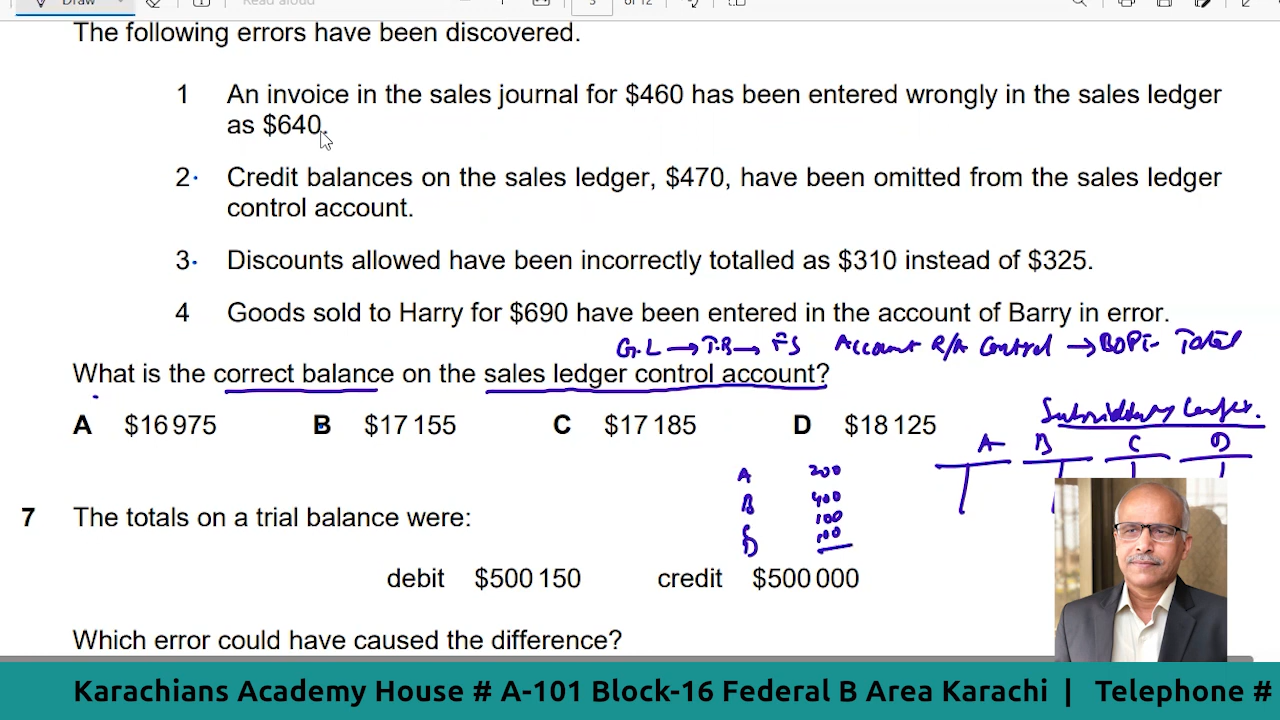 Draw
Read aloud
of 12
The following errors have been discovered.
1 An invoice in the sales journal for $460 has been entered wrongly in the sales ledger
as $640.
2 Credit balances on the sales ledger, $470, have been omitted from the sales ledger
control account.
3 Discounts allowed have been incorrectly totalled as $310 instead of $325.
4 Goods sold to Harry for $690 have been entered in the account of Barry in error.
G.L → T.B → FS Account R/A Control → Total
What is the correct balance on the sales ledger control account?
Subsidiary Ledger.
A $16 975 B $17 155 C $17 185 D $18 125
A B C D
A 200
B 400
C 100
D 100
7 The totals on a trial balance were:
debit $500 150 credit $500 000
Which error could have caused the difference?
Karachians Academy House # A-101 Block-16 Federal B Area Karachi | Telephone #